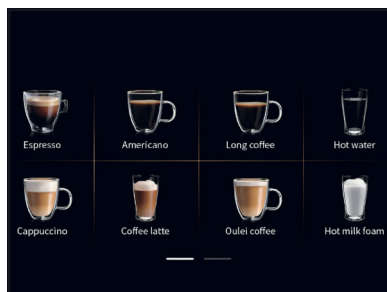 Espresso
Americano
Long coffee
Hot water
Cappuccino
Coffee latte
Oulei coffee
Hot milk foam